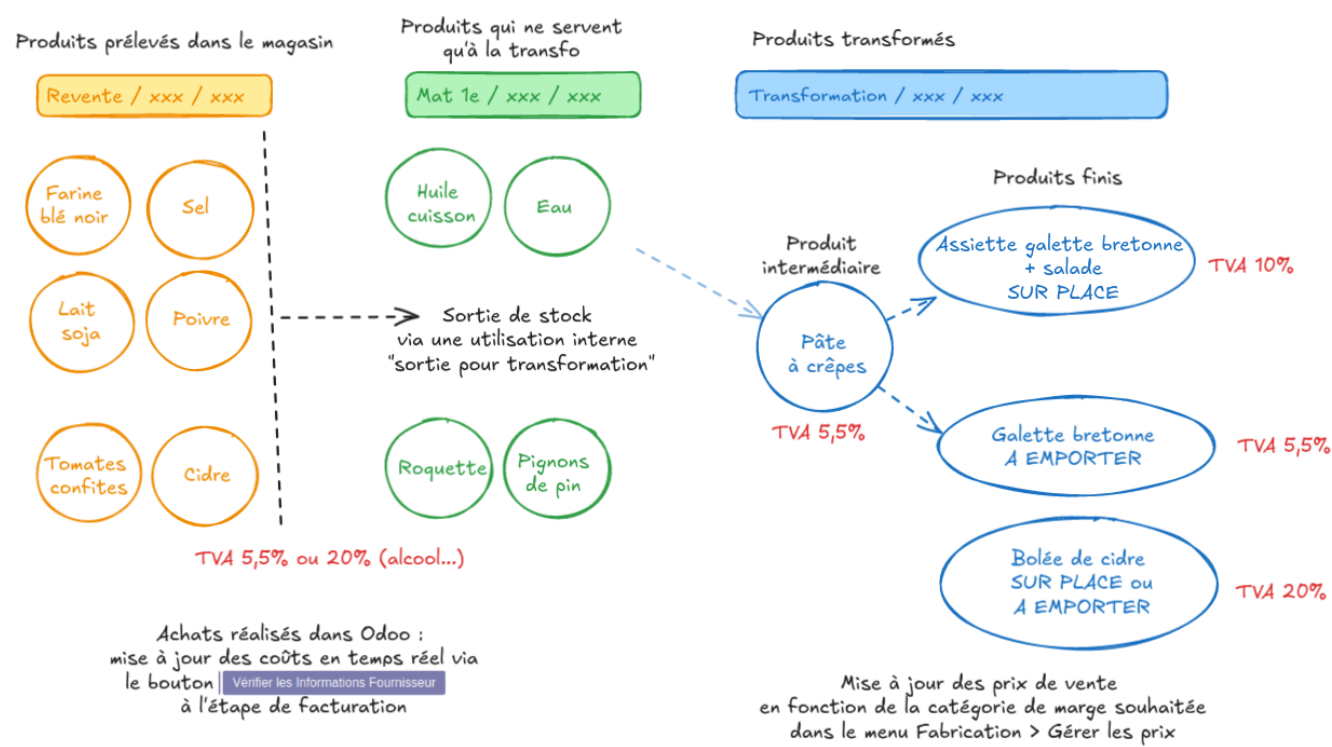 Produits prélevés dans le magasin
Revente / xxx / xxx
Farine
blé noir
Sel
Lait
soja
Poivre
Tomates
confites
Cidre
Produits qui ne servent
qu'à la transfo
Mat 1e / xxx / xxx
Huile
cuisson
Eau
Sortie de stock
via une utilisation interne
"sortie pour transformation"
Roquette
Pignons
de pin
TVA 5,5% ou 20% (alcool...)
Achats réalisés dans Odoo :
mise à jour des coûts en temps réel via
le bouton Vérifier les Informations Fournisseur
à l'étape de facturation
Produits transformés
Transformation / xxx / xxx
Produit
intermédiaire
Pâte
à crêpes
TVA 5,5%
Produits finis
Assiette galette bretonne
+ salade
SUR PLACE
TVA 10%
Galette bretonne
A EMPORTER
TVA 5,5%
Bolée de cidre
SUR PLACE ou
A EMPORTER
TVA 20%
Mise à jour des prix de vente
en fonction de la catégorie de marge souhaitée
dans le menu Fabrication > Gérer les prix